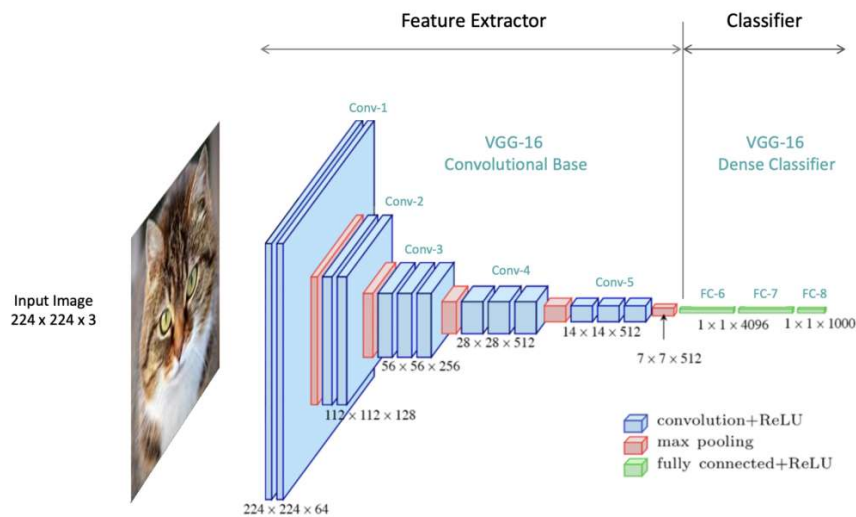 Feature Extractor
Classifier
Conv-1
VGG-16
Convolutional Base
VGG-16
Dense Classifier
Conv-2
Conv-3
Conv-4
Conv-5
FC-6
FC-7
FC-8
Input Image
224 x 224 x 3
1 × 1 × 4096
1 × 1 × 1000
14 × 14 × 512
28 × 28 × 512
7 × 7 × 512
56 × 56 × 256
112 × 112 × 128
convolution+ReLU
max pooling
fully connected+ReLU
224 × 224 × 64